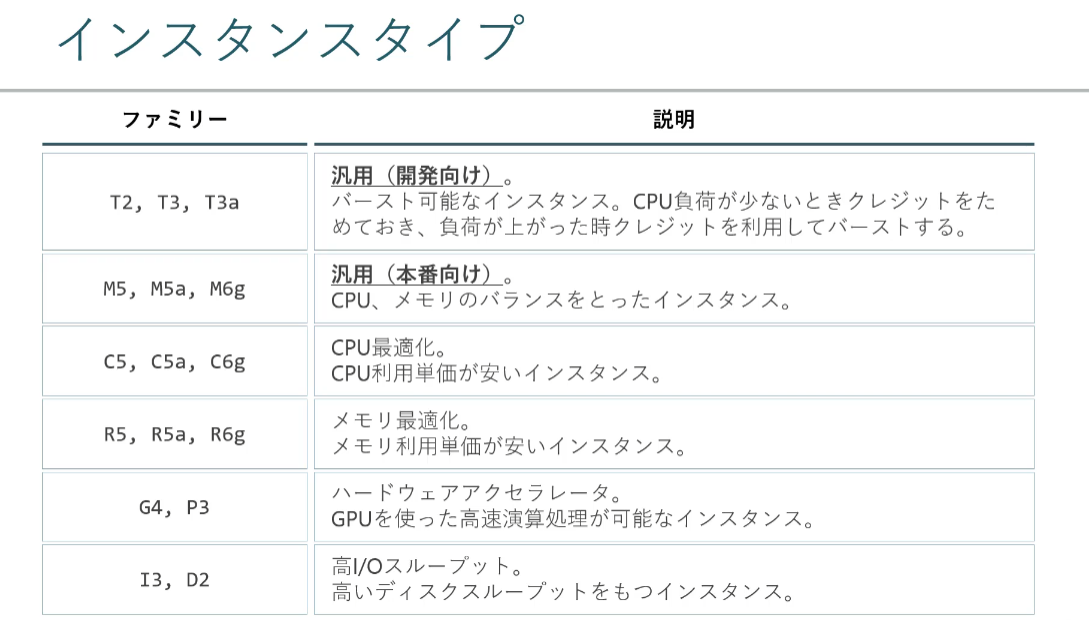 インスタンスタイプ
ファミリー 説明
T2, T3, T3a
汎用（開発向け）。
バースト可能なインスタンス。CPU負荷が少ないときクレジットをた
めておき、負荷が上がった時クレジットを利用してバーストする。
M5, M5a, M6g
汎用（本番向け）。
CPU、メモリのバランスをとったインスタンス。
C5, C5a, C6g
CPU最適化。
CPU利用単価が安いインスタンス。
R5, R5a, R6g
メモリ最適化。
メモリ利用単価が安いインスタンス。
G4, P3
ハードウェアアクセラレータ。
GPUを使った高速演算処理が可能なインスタンス。
I3, D2
高I/Oスループット。
高いディスクスループットをもつインスタンス。